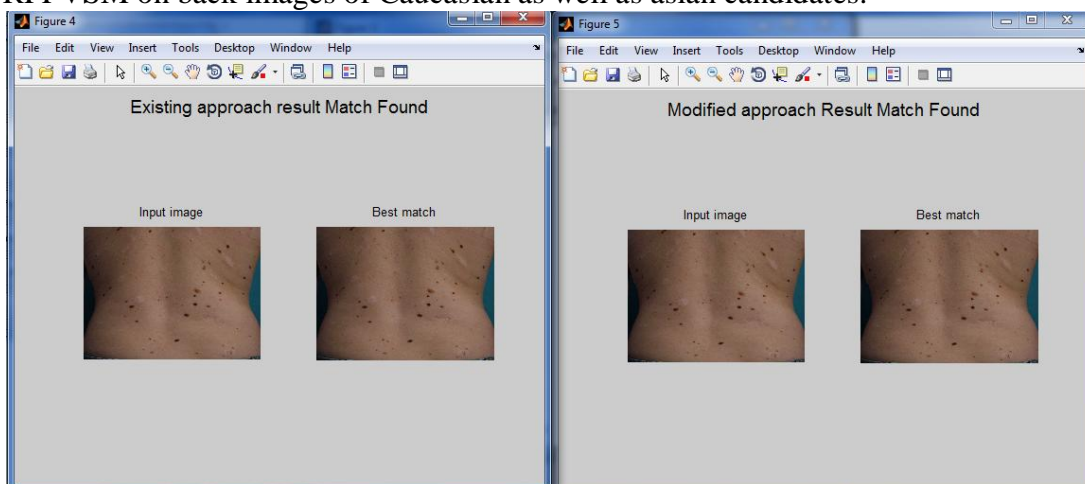 RPPVSM on back images of Caucasian as well as asian candidates.
Figure 4
File Edit View Insert Tools Desktop Window Help
Existing approach result Match Found
Input image Best match
Figure 5
File Edit View Insert Tools Desktop Window Help
Modified approach Result Match Found
Input image Best match